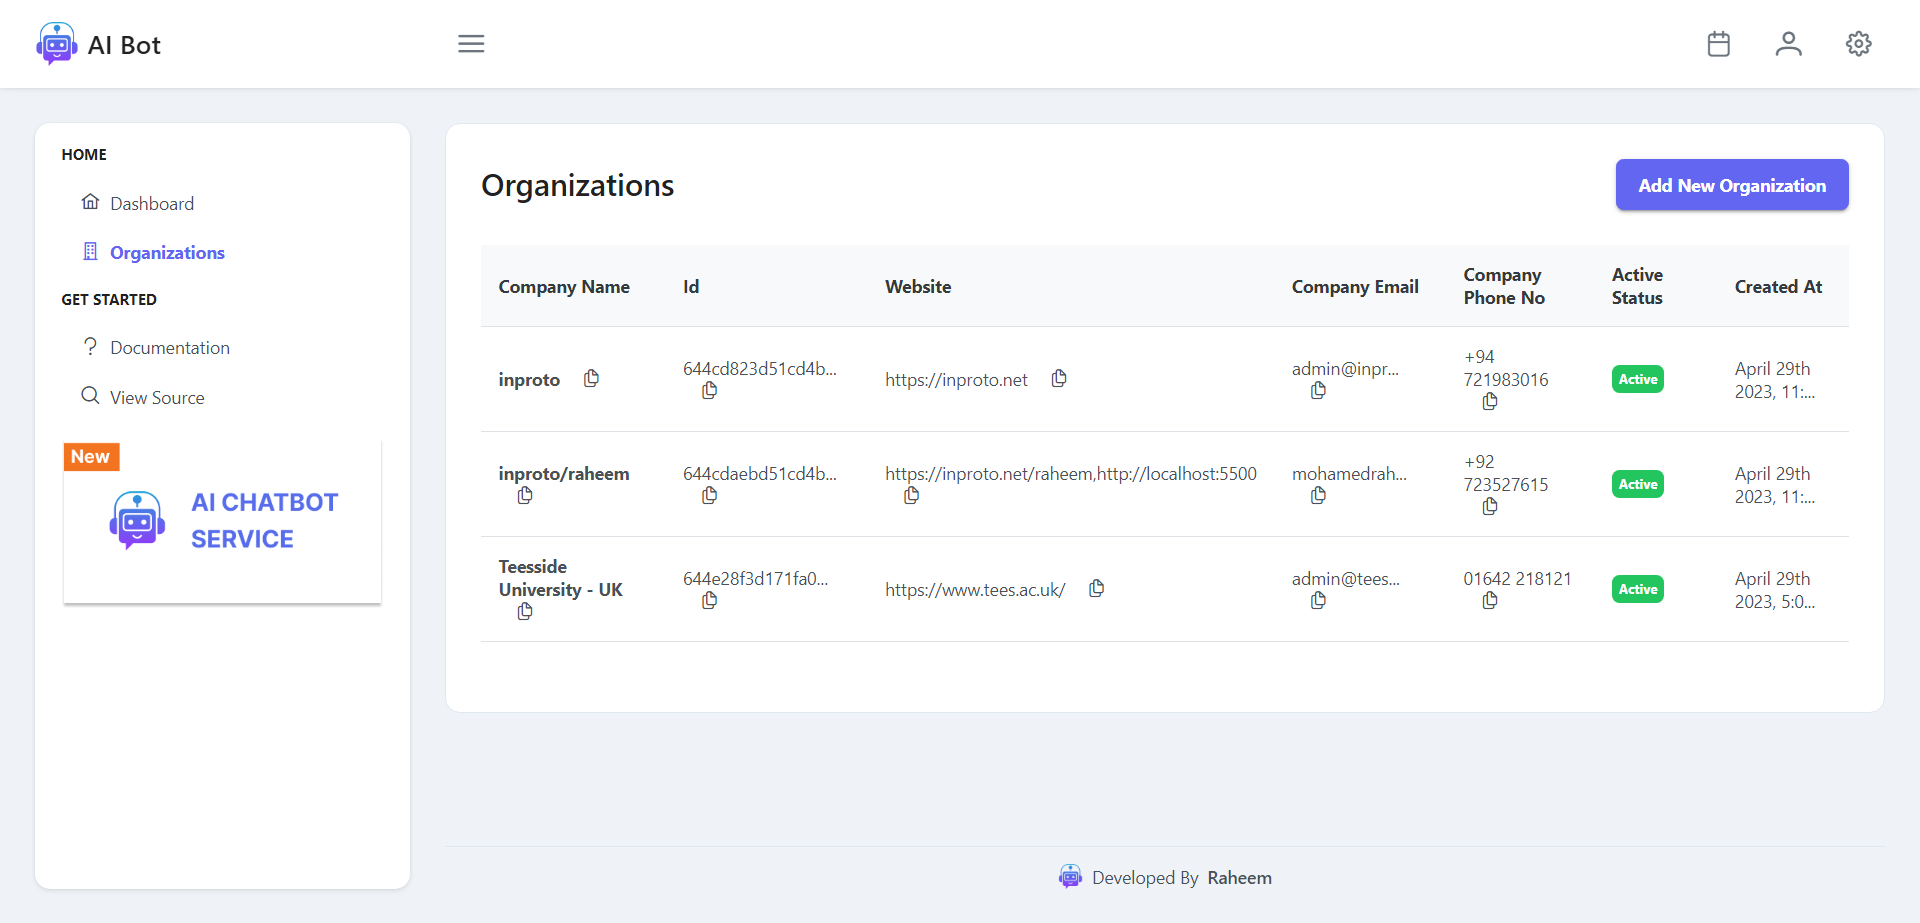 AI Bot
HOME
Dashboard
Organizations
GET STARTED
Documentation
View Source
New
AI CHATBOT
SERVICE
Organizations
Add New Organization
Company Name
Id
Website
Company Email
Company
Phone No
Active
Status
Created At
inproto
644cd823d51cd4b...
https://inproto.net
admin@inpr...
+94
721983016
Active
April 29th
2023, 11:...
inproto/raheem
644cdaebd51cd4b...
https://inproto.net/raheem,http://localhost:5500
mohamedrah...
+92
723527615
Active
April 29th
2023, 11:...
Teesside
University - UK
644e28f3d171fa0...
https://www.tees.ac.uk/
admin@tees...
01642 218121
Active
April 29th
2023, 5:0...
Developed By Raheem